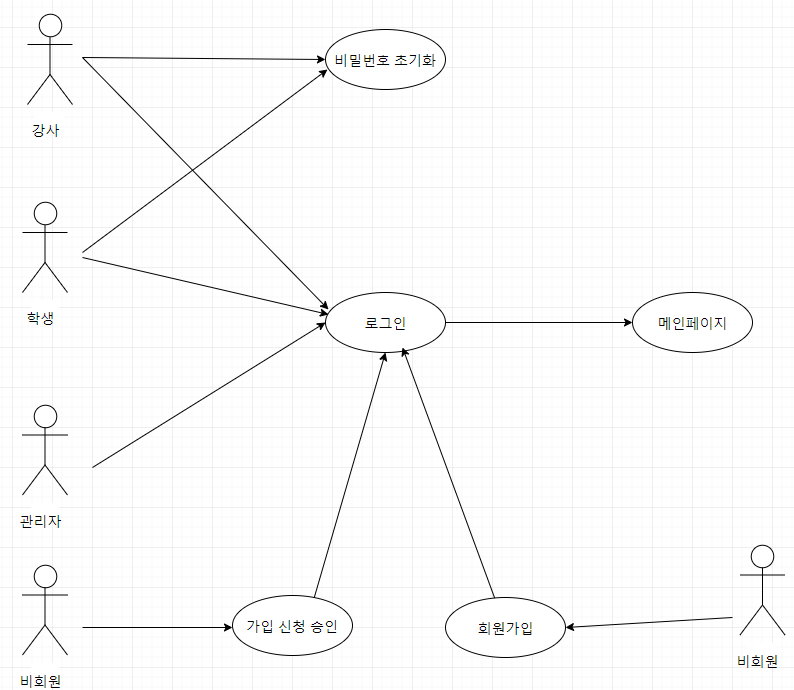 비밀번호 초기화
강사
학생
로그인
메인페이지
관리자
가입 신청 승인
회원가입
비회원
비회원